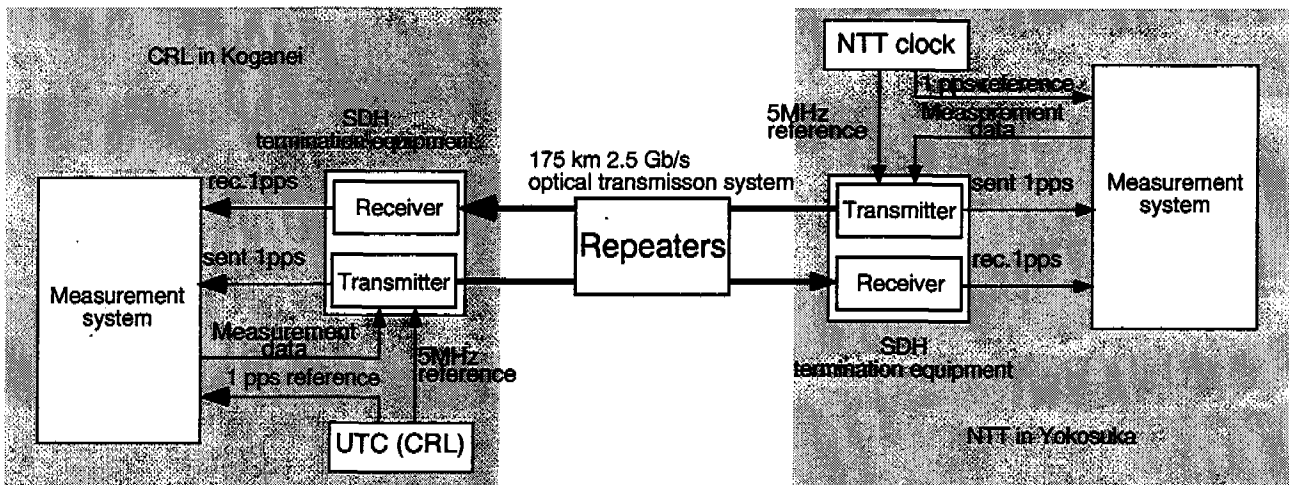 CRL in Koganei
SDH
termination equipment
rec.1pps
Receiver
sent 1pps
Transmitter
Measurement
system
Measurement
data
1 pps reference
5MHz
reference
UTC (CRL)
175 km 2.5 Gb/s
optical transmisson system
Repeaters
NTT clock
1 pps reference
5MHz
reference
Measurement
data
Transmitter
sent 1pps
Measurement
system
rec.1pps
Receiver
SDH
termination equipment
NTT in Yokosuka